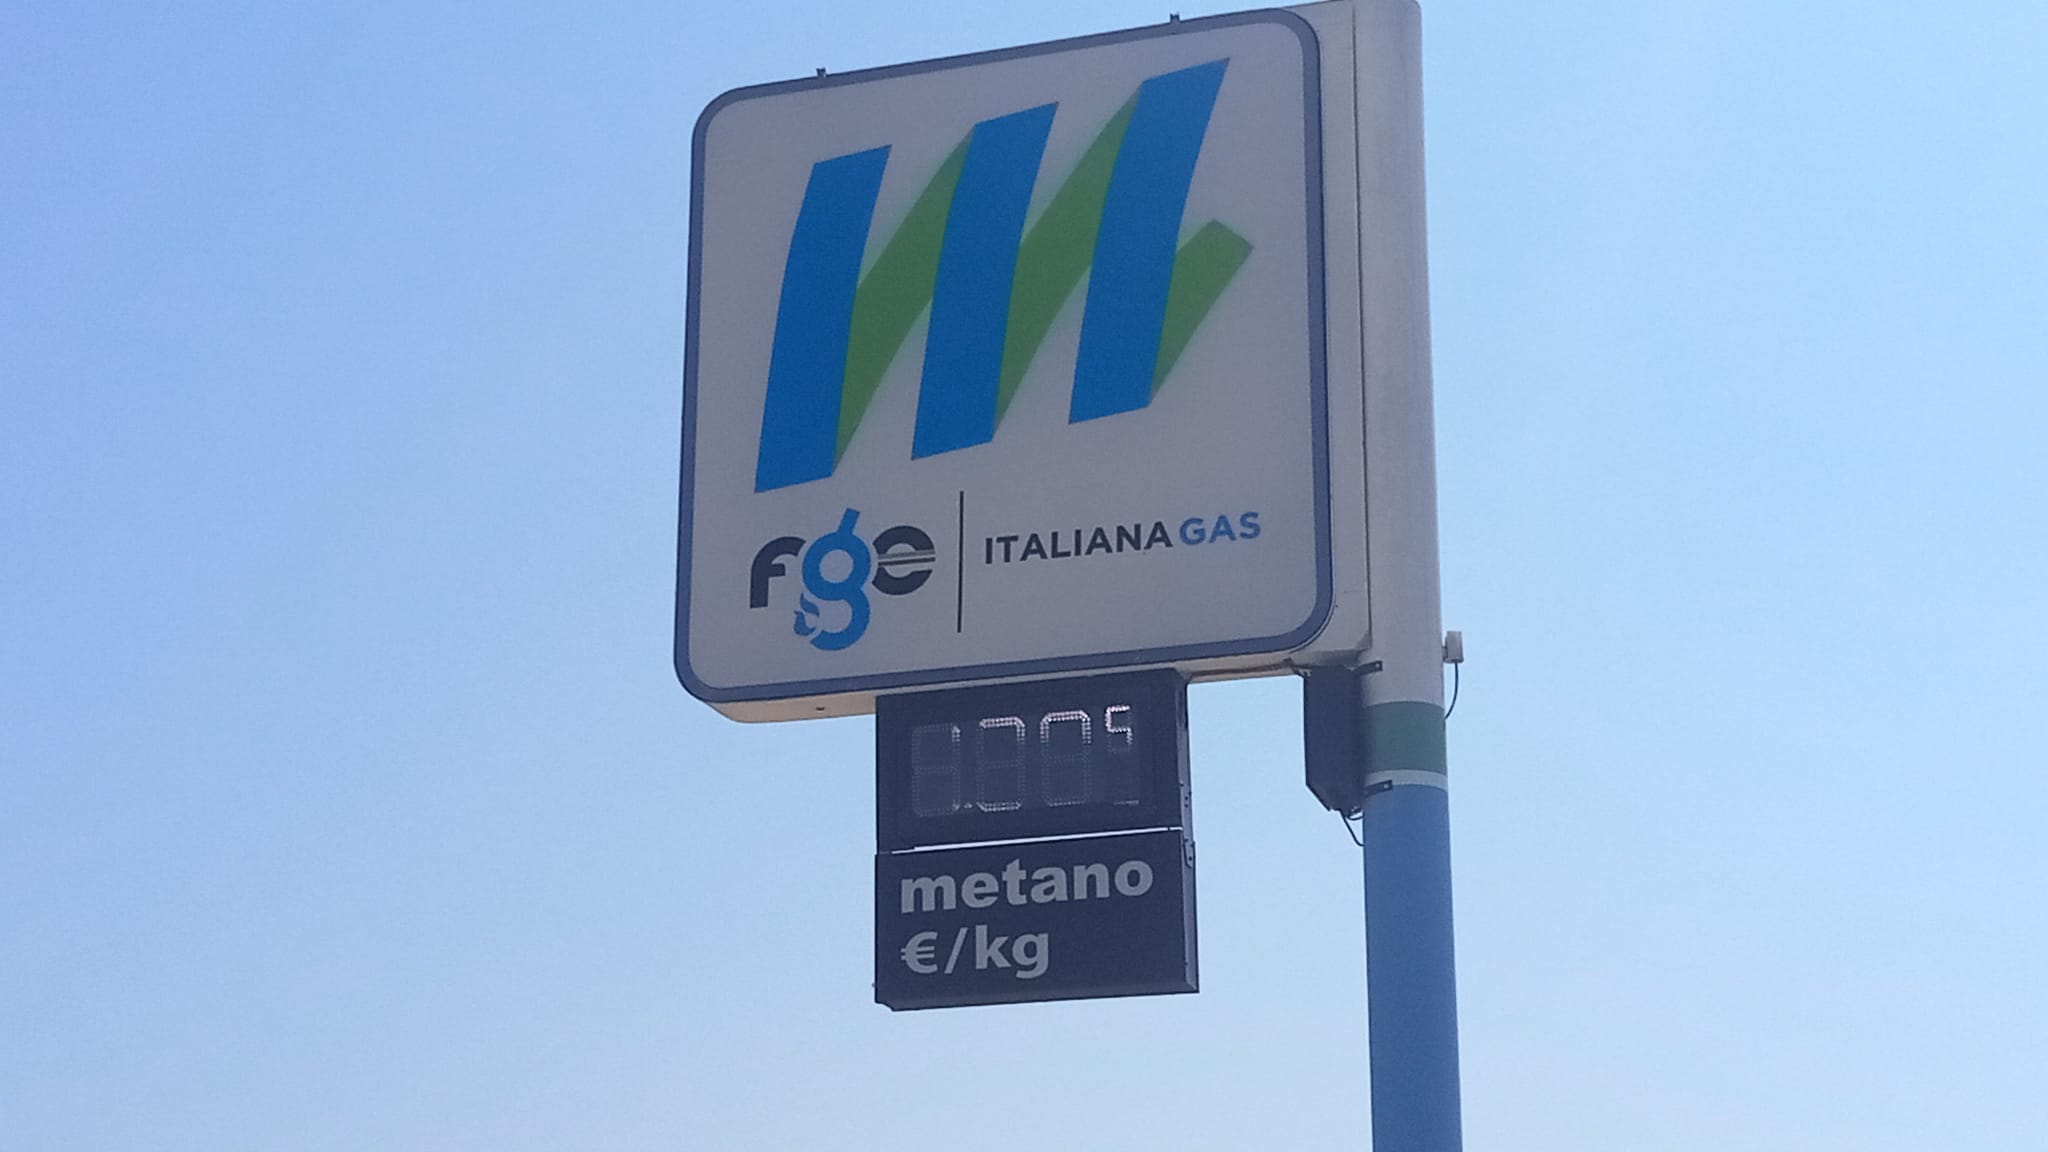 fge ITALIANA GAS
metano
€/kg